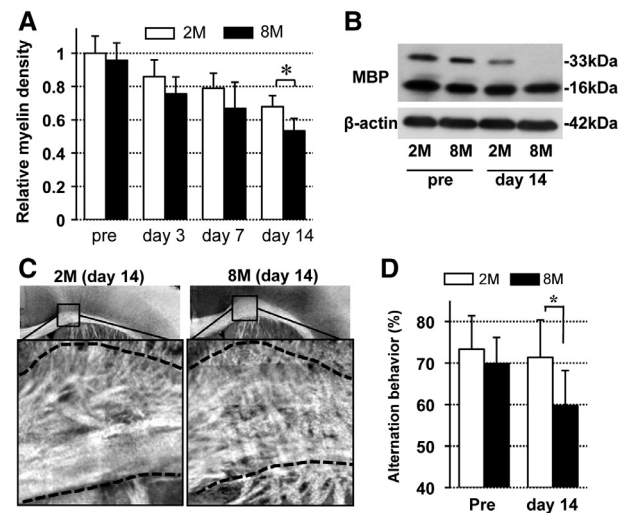 A
2M 8M
Relative myelin density
1
0.8
0.6
0.4
0.2
0
*
pre day 3 day 7 day 14
B
MBP
-33kDa
-16kDa
β-actin
-42kDa
2M 8M 2M 8M
pre day 14
C
2M (day 14) 8M (day 14)
D
2M 8M
Alternation behavior (%)
80
70
60
50
40
*
Pre day 14